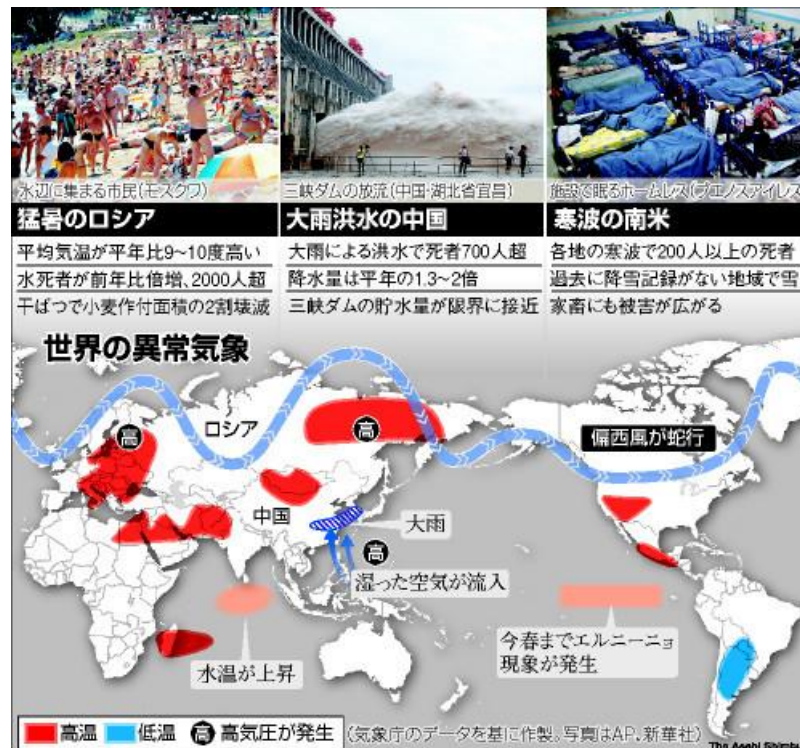 水辺に集まる市民(モスクワ)
三峡ダムの放流(中国・湖北省宜昌)
施設で眠るホームレス(ブエノスアイレス
猛暑のロシア
平均気温が平年比9~10度高い
水死者が前年比倍増、2000人超
干ばつで小麦作付面積の2割壊滅
大雨洪水の中国
大雨による洪水で死者700人超
降水量は平年の1.3~2倍
三峡ダムの貯水量が限界に接近
寒波の南米
各地の寒波で200人以上の死者
過去に降雪記録がない地域で雪
家畜にも被害が広がる
世界の異常気象
ロシア
高
高
偏西風が蛇行
中国
大雨
高
湿った空気が流入
水温が上昇
今春までエルニーニョ
現象が発生
高温 低温 高 高気圧が発生 (気象庁のデータを基に作製。写真はAP、新華社)
The Asahi Shimbu